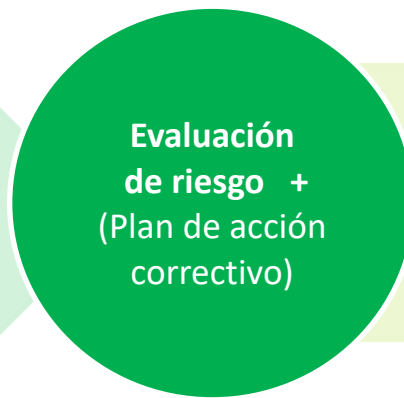 Evaluación
de riesgo +
(Plan de acción
correctivo)